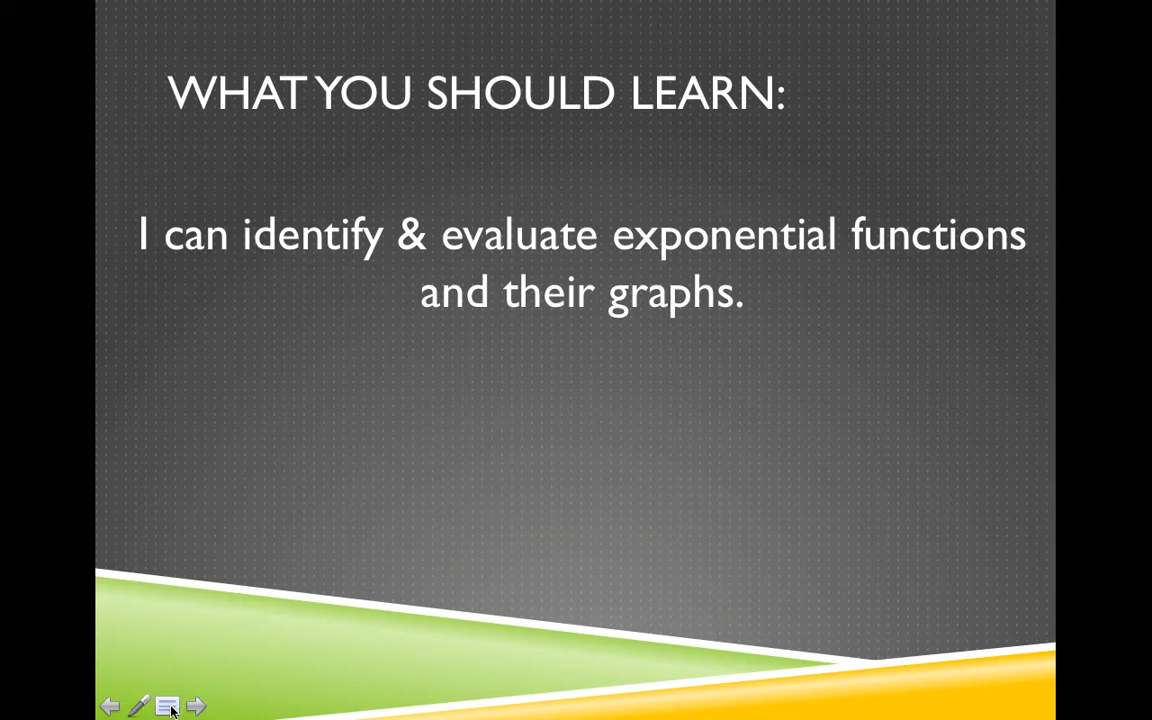 WHAT YOU SHOULD LEARN:
I can identify & evaluate exponential functions
and their graphs.